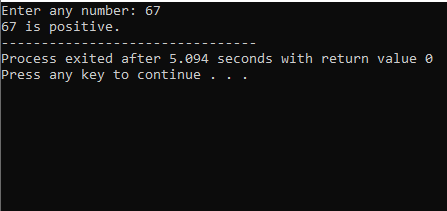 Enter any number: 67
67 is positive.
--------------------------------
Process exited after 5.094 seconds with return value 0
Press any key to continue . . .